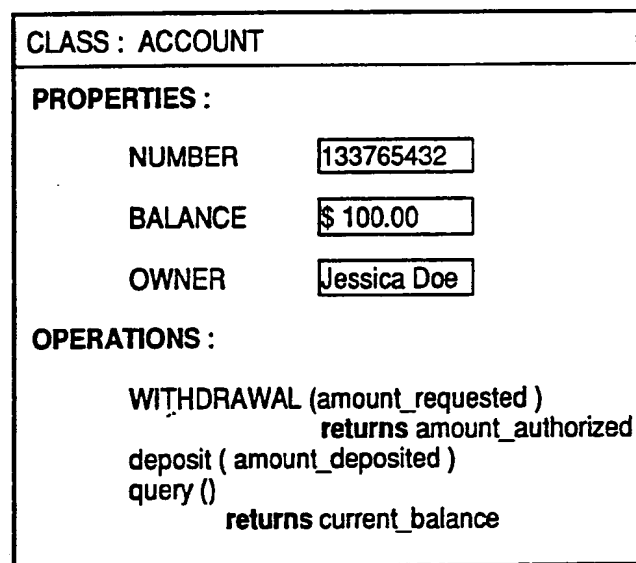 CLASS : ACCOUNT
PROPERTIES :
NUMBER 133765432
BALANCE $ 100.00
OWNER Jessica Doe
OPERATIONS :
WITHDRAWAL (amount_requested )
returns amount_authorized
deposit ( amount_deposited )
query ()
returns current_balance